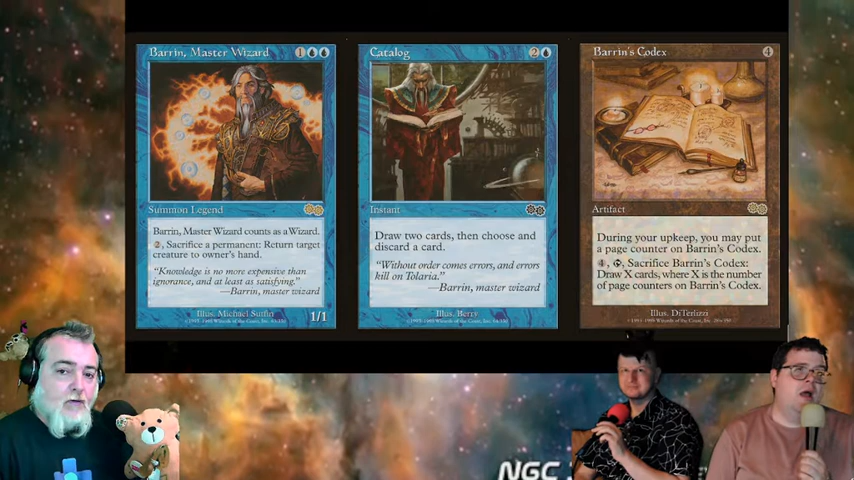 Barrin, Master Wizard
1
Summon Legend
Barrin, Master Wizard counts as a Wizard.
2, Sacrifice a permanent: Return target
creature to owner's hand.
"Knowledge is no more expensive than
ignorance, and at least as satisfying."
—Barrin, master wizard
Illus. Michael Sutfin
1/1
Catalog
2
Instant
Draw two cards, then choose and
discard a card.
"Without order comes errors, and errors
kill on Tolaria."
—Barrin, master wizard
Illus. Berry
Barrin's Codex
4
Artifact
During your upkeep, you may put
a page counter on Barrin's Codex.
4, , Sacrifice Barrin's Codex:
Draw X cards, where X is the number
of page counters on Barrin's Codex.
Illus. DiTerlizzi
NGC